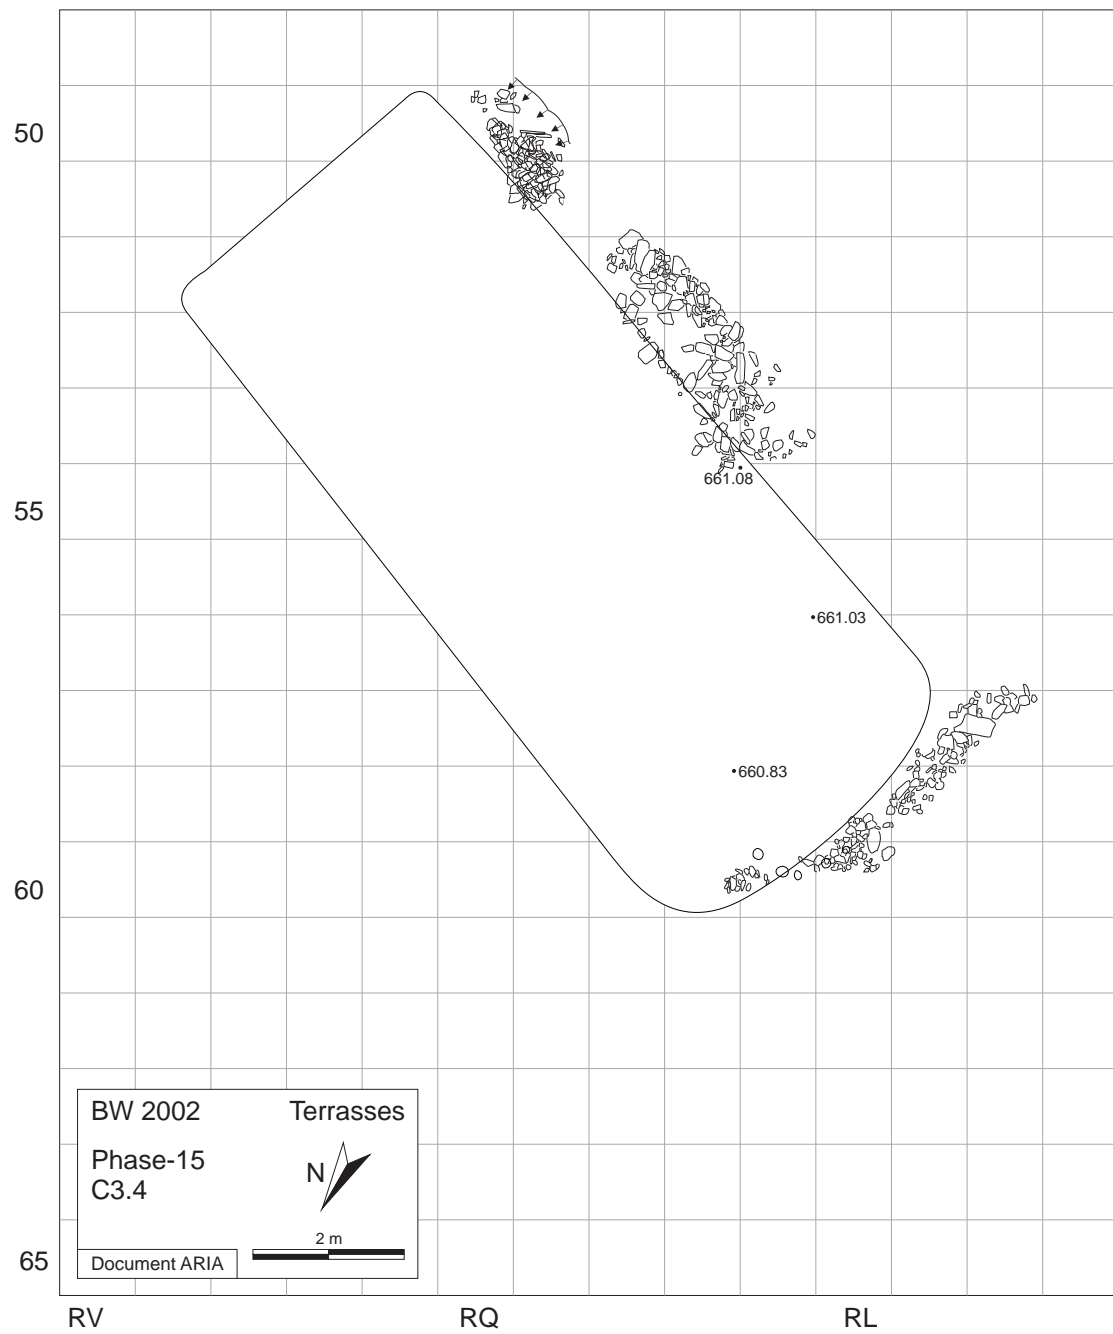 50
661.08
55
661.03
660.83
60
BW 2002 Terrasses
Phase-15
N
C3.4
2 m
Document ARIA
65
RV RQ RL